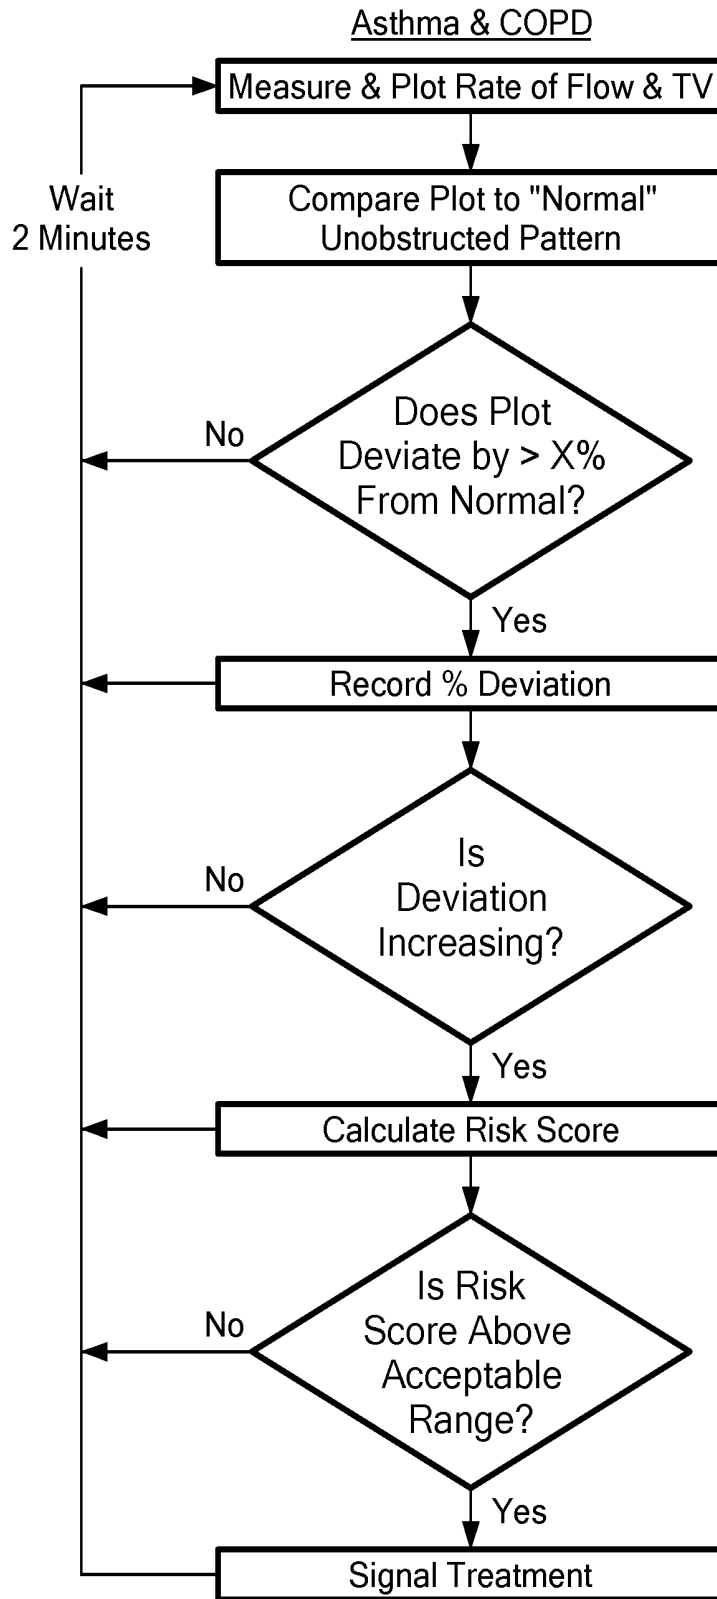 Asthma & COPD
Measure & Plot Rate of Flow & TV
Wait
2 Minutes
Compare Plot to "Normal"
Unobstructed Pattern
Does Plot
Deviate by > X%
From Normal?
No
Yes
Record % Deviation
Is
Deviation
Increasing?
No
Yes
Calculate Risk Score
Is Risk
Score Above
Acceptable
Range?
No
Yes
Signal Treatment